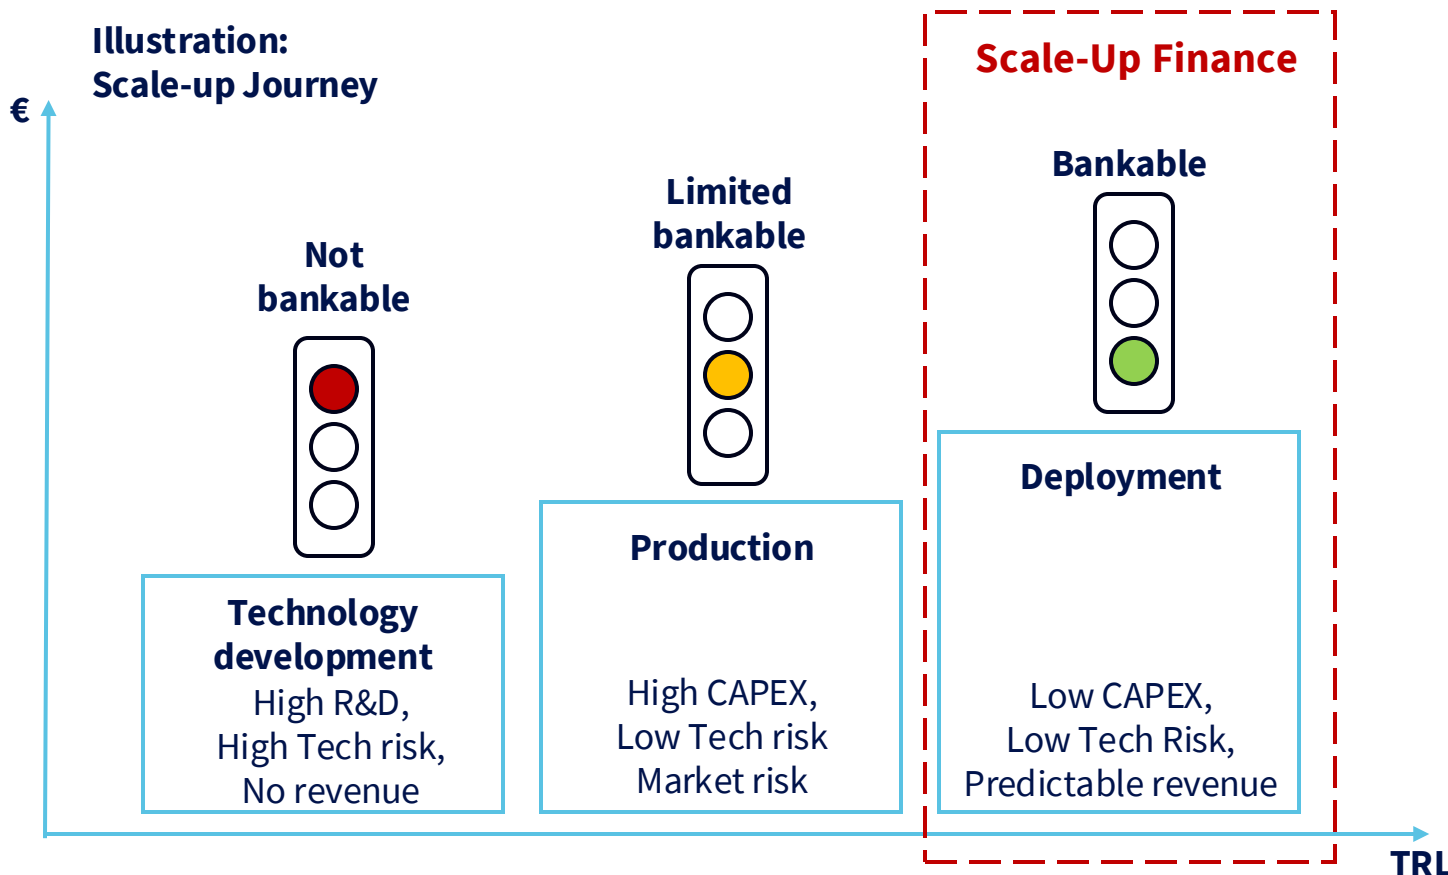 Illustration:
Scale-up Journey
€
Scale-Up Finance
Not
bankable
Limited
bankable
Bankable
Technology
development
High R&D,
High Tech risk,
No revenue
Production
High CAPEX,
Low Tech risk
Market risk
Deployment
Low CAPEX,
Low Tech Risk,
Predictable revenue
TRL